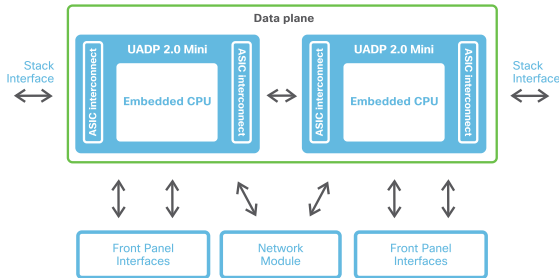 Data plane
UADP 2.0 Mini
UADP 2.0 Mini
Stack
Interface
ASIC interconnect
Embedded CPU
ASIC interconnect
ASIC interconnect
Embedded CPU
ASIC interconnect
Stack
Interface
Front Panel
Interfaces
Network
Module
Front Panel
Interfaces